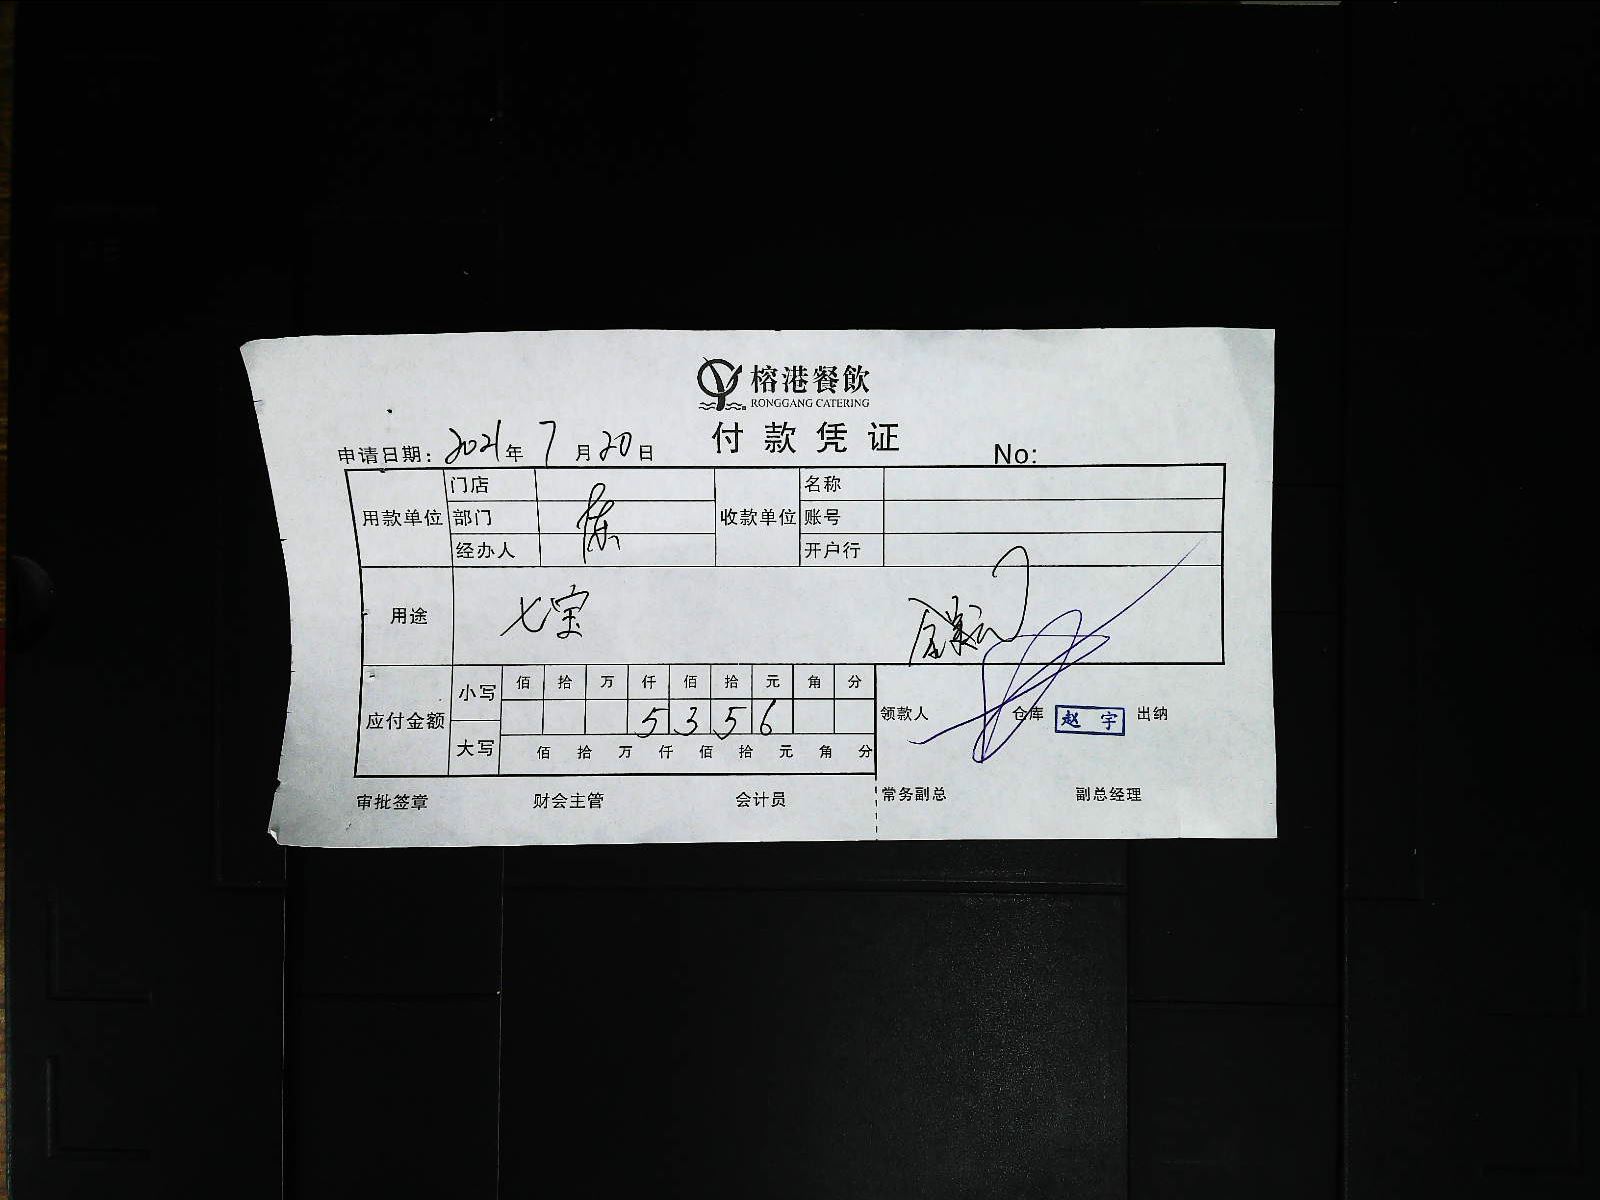 榕港餐飲
RONGGANG CATERING
付款凭证
申请日期：2021年7月20日 No:
用款单位 门店 收款单位 名称
部门 陈 账号
经办人 开户行
用途 七宝
应付金额 小写 佰 拾 万 仟 佰 拾 元 角 分
5 3 5 6
大写 佰 拾 万 仟 佰 拾 元 角 分
领款人 仓库 赵宇 出纳
审批签章 财会主管 会计员 常务副总 副总经理